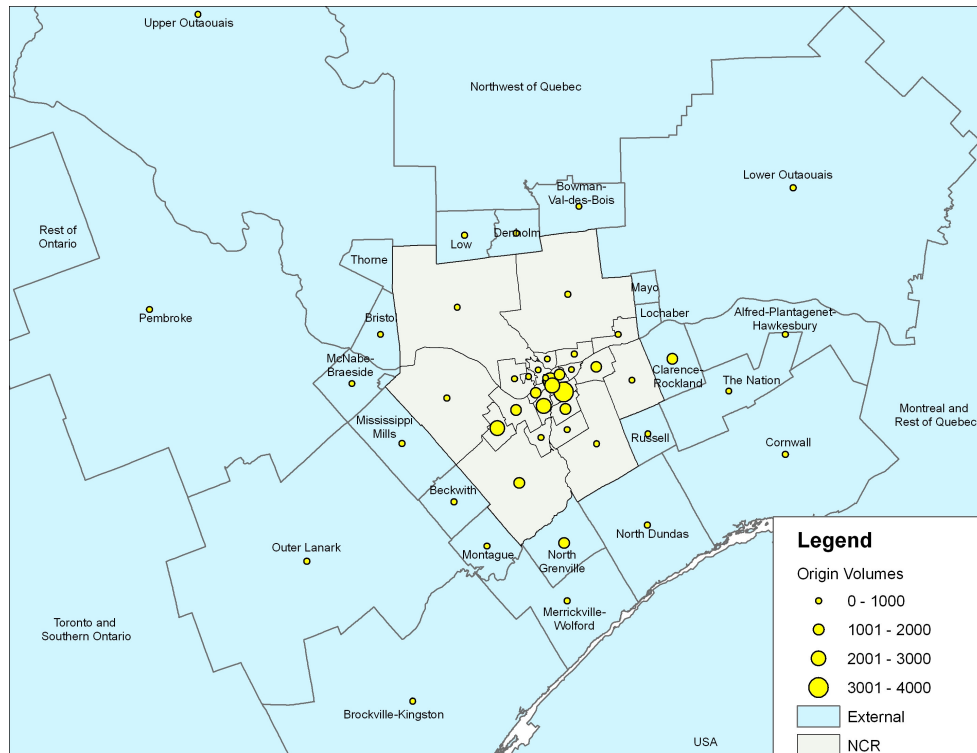 Upper Outaouais
Northwest of Quebec
Lower Outaouais
Bowman-
Val-des-Bois
Rest of
Ontario
Low
Denholm
Thorne
Mayo
Lochaber
Pembroke
Bristol
Alfred-Plantagenet-
Hawkesbury
McNabe-
Braeside
Clarence-
Rockland
The Nation
Mississippi
Mills
Montreal and
Rest of Quebec
Russell
Cornwall
Beckwith
North Dundas
Outer Lanark
Montague
North
Grenville
Merrickville-
Wolford
Toronto and
Southern Ontario
Brockville-Kingston
USA
Legend
Origin Volumes
0 - 1000
1001 - 2000
2001 - 3000
3001 - 4000
External
NCR